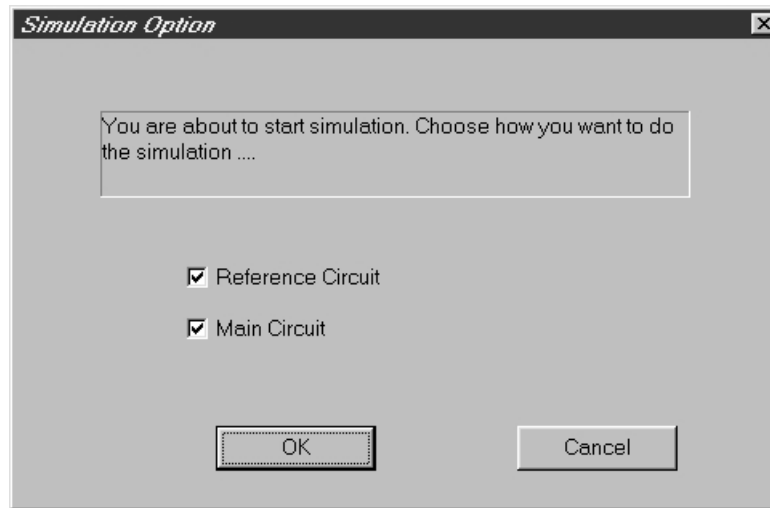 Simulation Option
You are about to start simulation. Choose how you want to do
the simulation ....
Reference Circuit
Main Circuit
OK
Cancel